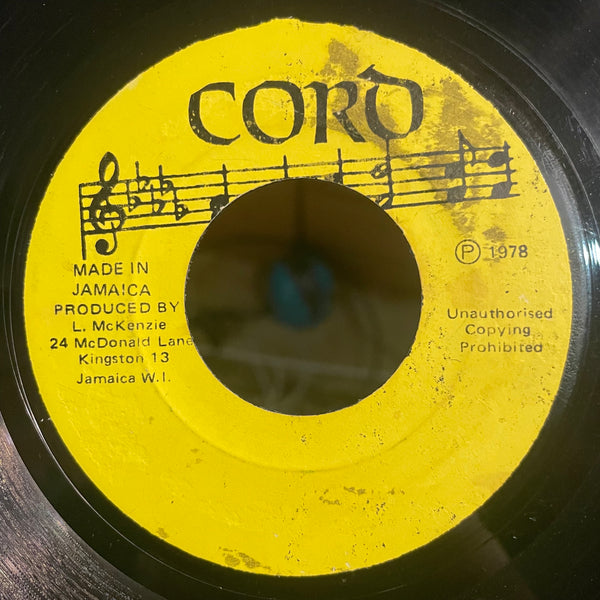 CORD
MADE IN
JAMAICA
PRODUCED BY
L. McKENZIE
24 McDonald Lane
Kingston 13
Jamaica W.I.
Ⓟ 1978
Unauthorised
Copying
Prohibited